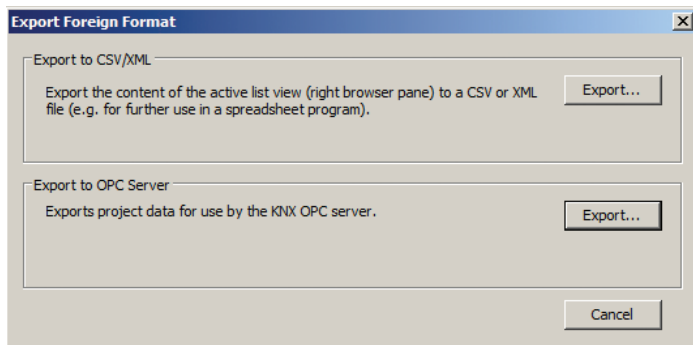 Export Foreign Format
Export to CSV/XML
Export the content of the active list view (right browser pane) to a CSV or XML
file (e.g. for further use in a spreadsheet program).
Export...
Export to OPC Server
Exports project data for use by the KNX OPC server.
Export...
Cancel